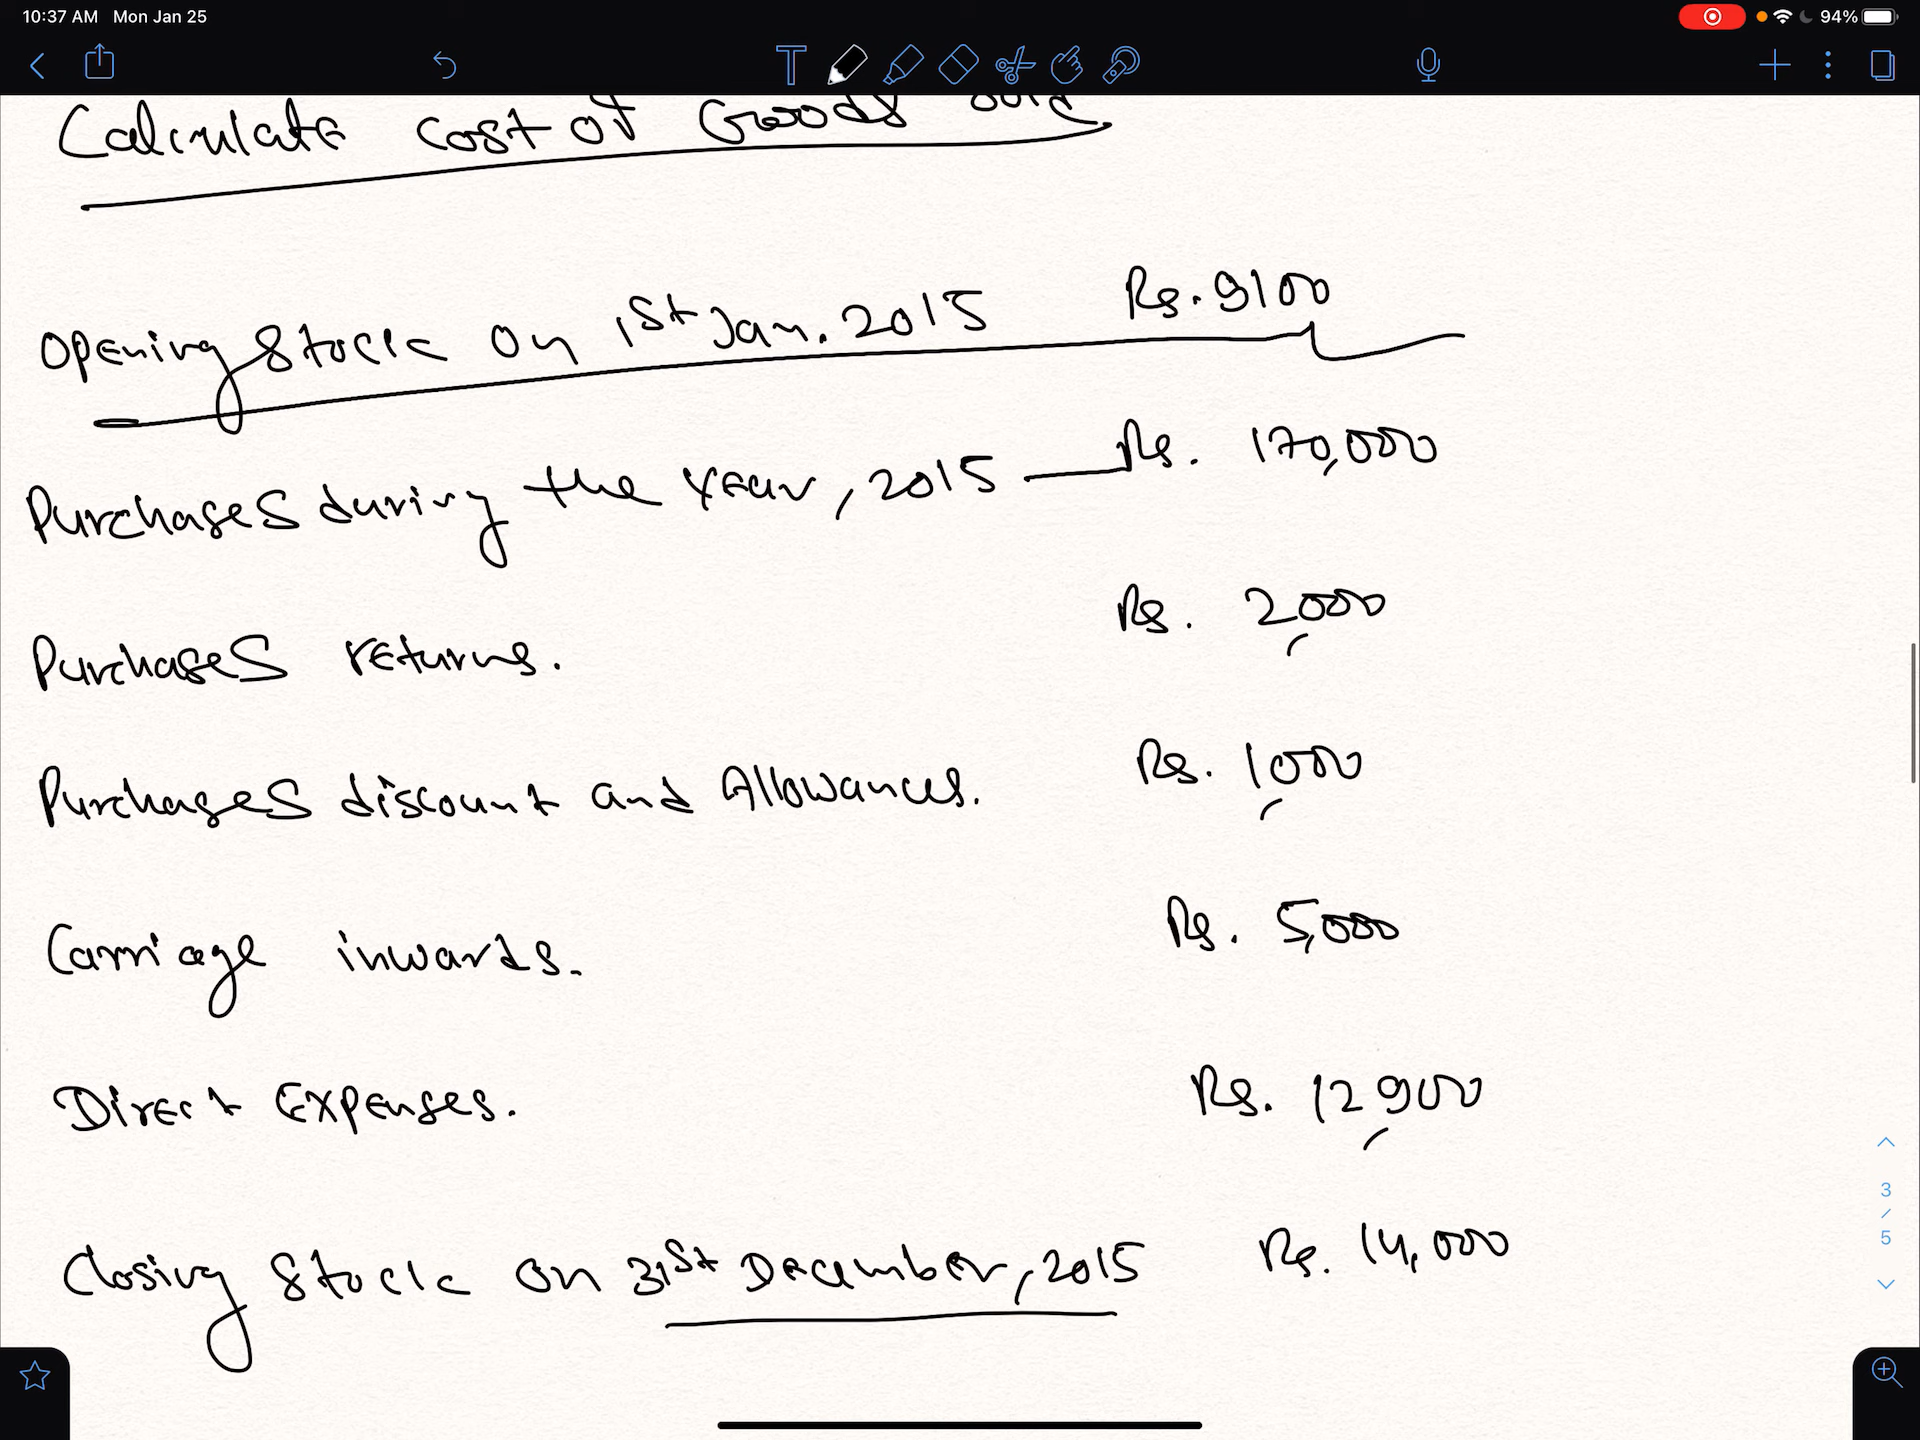 10:37 AM Mon Jan 25
94%
T
Calculate cost of Goods Sold
Opening Stock on 1st Jan. 2015 Rs. 9100
Purchases during the year, 2015 — Rs. 170,000
Purchases returns. Rs. 2,000
Purchases discount and Allowances. Rs. 1,000
Carriage inwards. Rs. 5,000
Direct Expenses. Rs. 12,900
Closing Stock on 31st December, 2015 Rs. 14,000
3
/
5